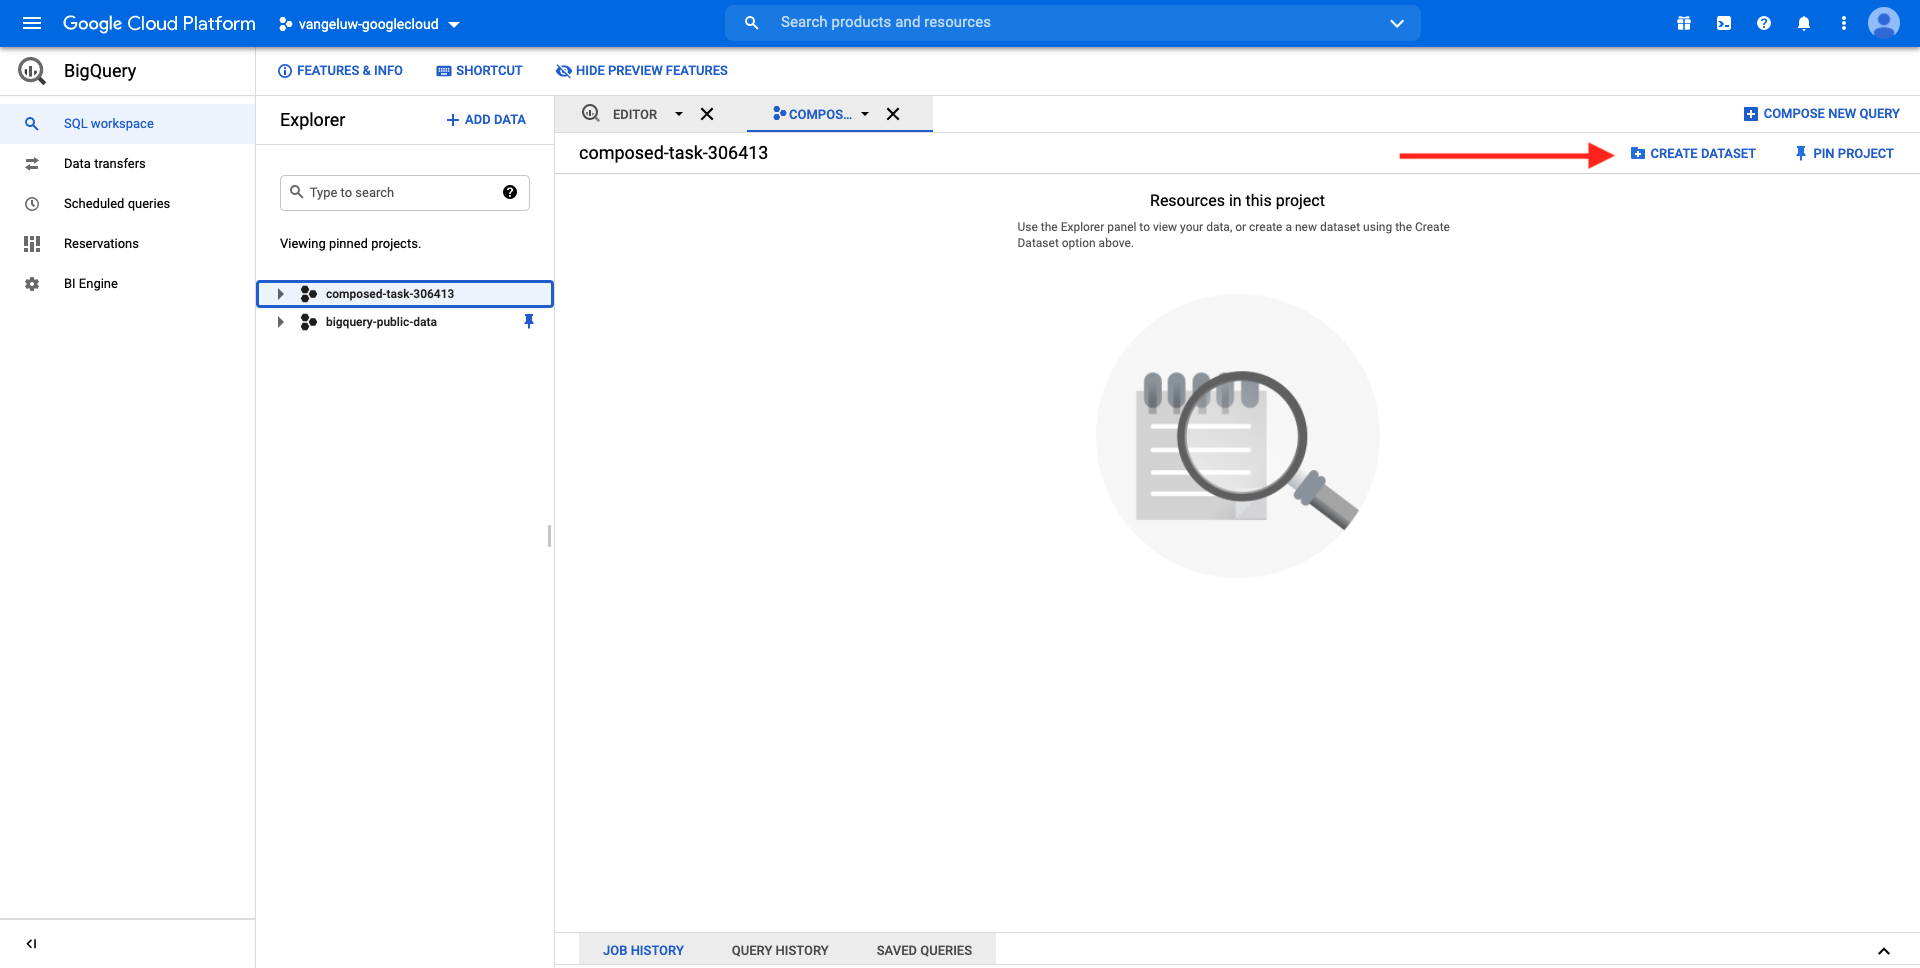 Google Cloud Platform
vangeluw-googlecloud
Search products and resources
BigQuery
FEATURES & INFO
SHORTCUT
HIDE PREVIEW FEATURES
SQL workspace
Data transfers
Scheduled queries
Reservations
BI Engine
Explorer
ADD DATA
Type to search
Viewing pinned projects.
composed-task-306413
bigquery-public-data
EDITOR
COMPOS...
COMPOSE NEW QUERY
composed-task-306413
CREATE DATASET
PIN PROJECT
Resources in this project
Use the Explorer panel to view your data, or create a new dataset using the Create
Dataset option above.
JOB HISTORY
QUERY HISTORY
SAVED QUERIES